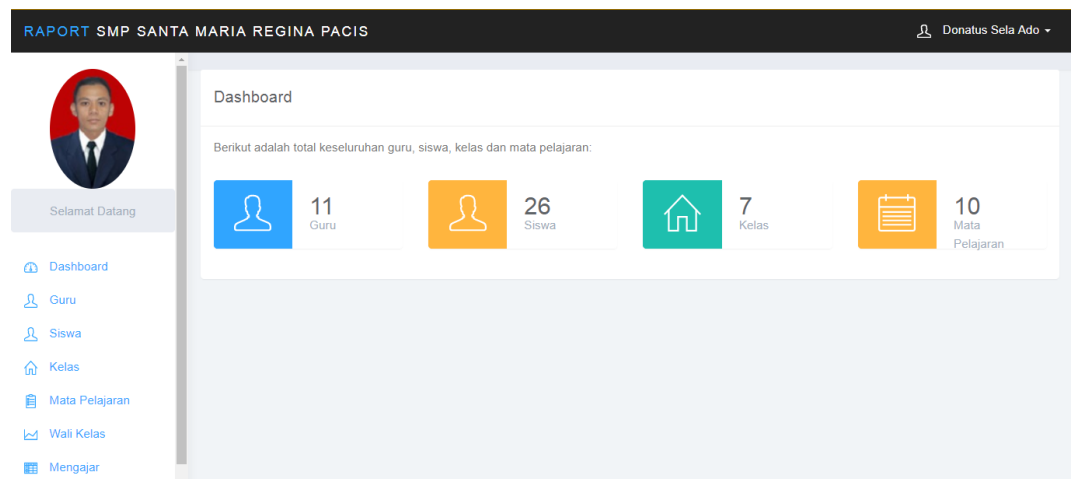 RAPORT SMP SANTA MARIA REGINA PACIS
Donatus Sela Ado
Selamat Datang
Dashboard
Guru
Siswa
Kelas
Mata Pelajaran
Wali Kelas
Mengajar
Dashboard
Berikut adalah total keseluruhan guru, siswa, kelas dan mata pelajaran:
11
Guru
26
Siswa
7
Kelas
10
Mata
Pelajaran